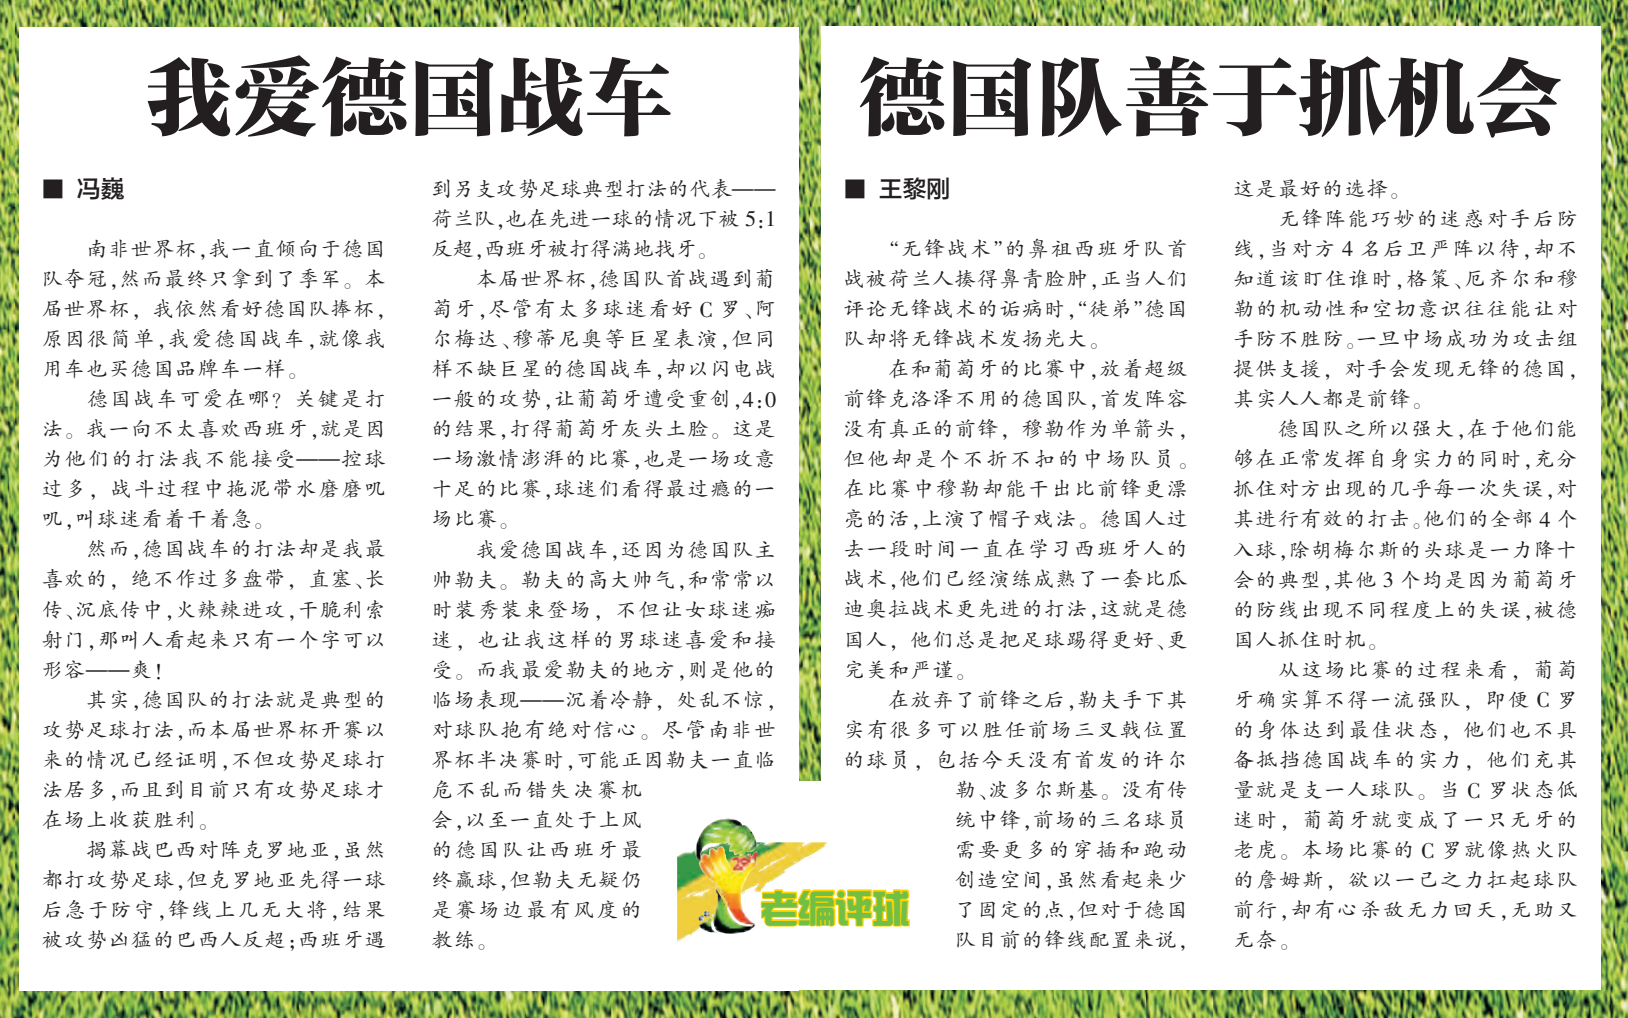 我爱德国战车
■ 冯巍
南非世界杯,我一直倾向于德国
队夺冠,然而最终只拿到了季军。本
届世界杯，我依然看好德国队捧杯,
原因很简单,我爱德国战车,就像我
用车也买德国品牌车一样。
德国战车可爱在哪？关键是打
法。我一向不太喜欢西班牙,就是因
为他们的打法我不能接受——控球
过多，战斗过程中拖泥带水磨磨叽
叽,叫球迷看着干着急。
然而,德国战车的打法却是我最
喜欢的，绝不作过多盘带，直塞、长
传、沉底传中,火辣辣进攻,干脆利索
射门,那叫人看起来只有一个字可以
形容——爽！
其实,德国队的打法就是典型的
攻势足球打法,而本届世界杯开赛以
来的情况已经证明,不但攻势足球打
法居多,而且到目前只有攻势足球才
在场上收获胜利。
揭幕战巴西对阵克罗地亚,虽然
都打攻势足球,但克罗地亚先得一球
后急于防守,锋线上几无大将,结果
被攻势凶猛的巴西人反超;西班牙遇
到另支攻势足球典型打法的代表——
荷兰队,也在先进一球的情况下被5:1
反超,西班牙被打得满地找牙。
本届世界杯,德国队首战遇到葡
萄牙,尽管有太多球迷看好C罗、阿
尔梅达、穆蒂尼奥等巨星表演,但同
样不缺巨星的德国战车,却以闪电战
一般的攻势,让葡萄牙遭受重创,4:0
的结果,打得葡萄牙灰头土脸。这是
一场激情澎湃的比赛,也是一场攻意
十足的比赛,球迷们看得最过瘾的一
场比赛。
我爱德国战车,还因为德国队主
帅勒夫。勒夫的高大帅气,和常常以
时装秀装束登场，不但让女球迷痴
迷，也让我这样的男球迷喜爱和接
受。而我最爱勒夫的地方,则是他的
临场表现——沉着冷静，处乱不惊,
对球队抱有绝对信心。尽管南非世
界杯半决赛时,可能正因勒夫一直临
危不乱而错失决赛机
会,以至一直处于上风
的德国队让西班牙最
终赢球,但勒夫无疑仍
是赛场边最有风度的
教练。
老编评球
德国队善于抓机会
■ 王黎刚
“无锋战术”的鼻祖西班牙队首
战被荷兰人揍得鼻青脸肿,正当人们
评论无锋战术的诟病时,“徒弟”德国
队却将无锋战术发扬光大。
在和葡萄牙的比赛中,放着超级
前锋克洛泽不用的德国队,首发阵容
没有真正的前锋，穆勒作为单箭头,
但他却是个不折不扣的中场队员。
在比赛中穆勒却能干出比前锋更漂
亮的活,上演了帽子戏法。德国人过
去一段时间一直在学习西班牙人的
战术,他们已经演练成熟了一套比瓜
迪奥拉战术更先进的打法,这就是德
国人，他们总是把足球踢得更好、更
完美和严谨。
在放弃了前锋之后,勒夫手下其
实有很多可以胜任前场三叉戟位置
的球员，包括今天没有首发的许尔
勒、波多尔斯基。没有传
统中锋,前场的三名球员
需要更多的穿插和跑动
创造空间,虽然看起来少
了固定的点,但对于德国
队目前的锋线配置来说,
这是最好的选择。
无锋阵能巧妙的迷惑对手后防
线,当对方4名后卫严阵以待,却不
知道该盯住谁时,格策、厄齐尔和穆
勒的机动性和空切意识往往能让对
手防不胜防。一旦中场成功为攻击组
提供支援，对手会发现无锋的德国,
其实人人都是前锋。
德国队之所以强大,在于他们能
够在正常发挥自身实力的同时,充分
抓住对方出现的几乎每一次失误,对
其进行有效的打击。他们的全部4个
入球,除胡梅尔斯的头球是一力降十
会的典型,其他3个均是因为葡萄牙
的防线出现不同程度上的失误,被德
国人抓住时机。
从这场比赛的过程来看，葡萄
牙确实算不得一流强队，即便C罗
的身体达到最佳状态，他们也不具
备抵挡德国战车的实力，他们充其
量就是支一人球队。当C罗状态低
迷时，葡萄牙就变成了一只无牙的
老虎。本场比赛的C罗就像热火队
的詹姆斯，欲以一己之力扛起球队
前行,却有心杀敌无力回天,无助又
无奈。